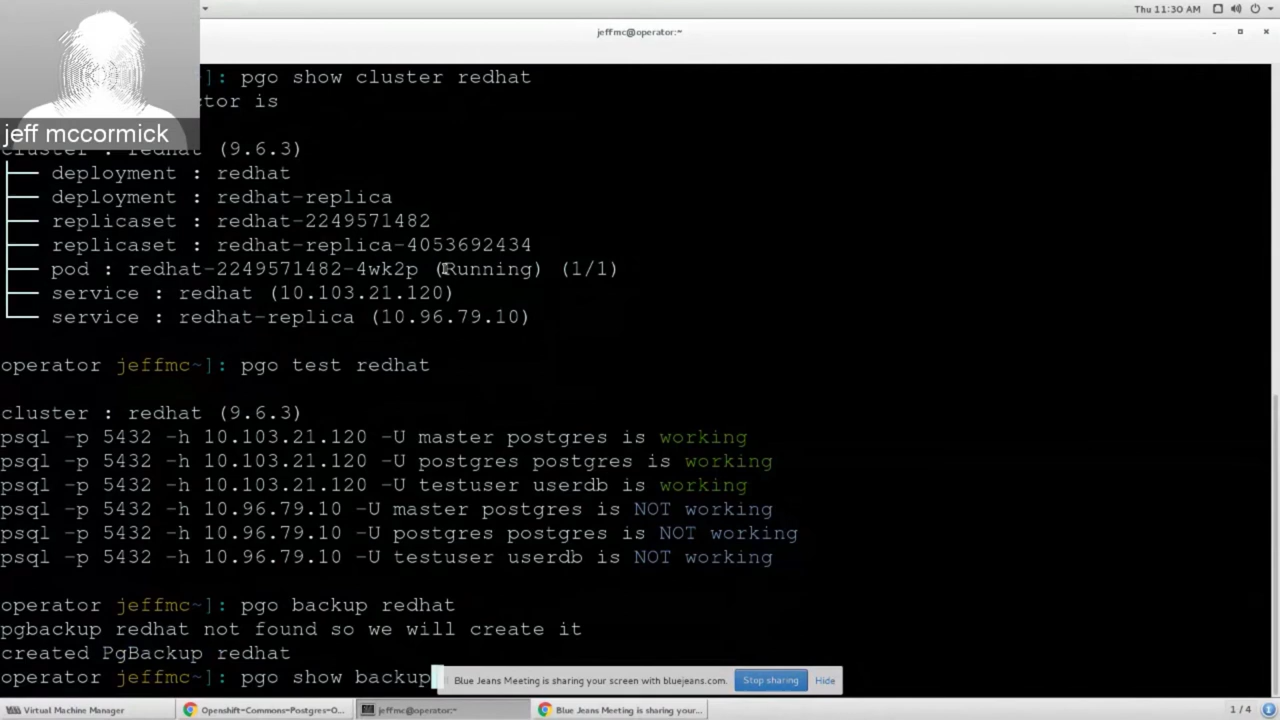 Thu 11:30 AM
jeffmc@operator:~
]: pgo show cluster redhat
ctor is
jeff mccormick
cluster : redhat (9.6.3)
deployment : redhat
deployment : redhat-replica
replicaset : redhat-2249571482
replicaset : redhat-replica-4053692434
pod : redhat-2249571482-4wk2p (Running) (1/1)
service : redhat (10.103.21.120)
service : redhat-replica (10.96.79.10)
operator jeffmc~]: pgo test redhat
cluster : redhat (9.6.3)
psql -p 5432 -h 10.103.21.120 -U master postgres is working
psql -p 5432 -h 10.103.21.120 -U postgres postgres is working
psql -p 5432 -h 10.103.21.120 -U testuser userdb is working
psql -p 5432 -h 10.96.79.10 -U master postgres is NOT working
psql -p 5432 -h 10.96.79.10 -U postgres postgres is NOT working
psql -p 5432 -h 10.96.79.10 -U testuser userdb is NOT working
operator jeffmc~]: pgo backup redhat
pgbackup redhat not found so we will create it
created PgBackup redhat
operator jeffmc~]: pgo show backup
Blue Jeans Meeting is sharing your screen with bluejeans.com. Stop sharing Hide
Virtual Machine Manager Openshift-Commons-Postgres-O... jeffmc@operator:~ Blue Jeans Meeting is sharing your... 1 / 4